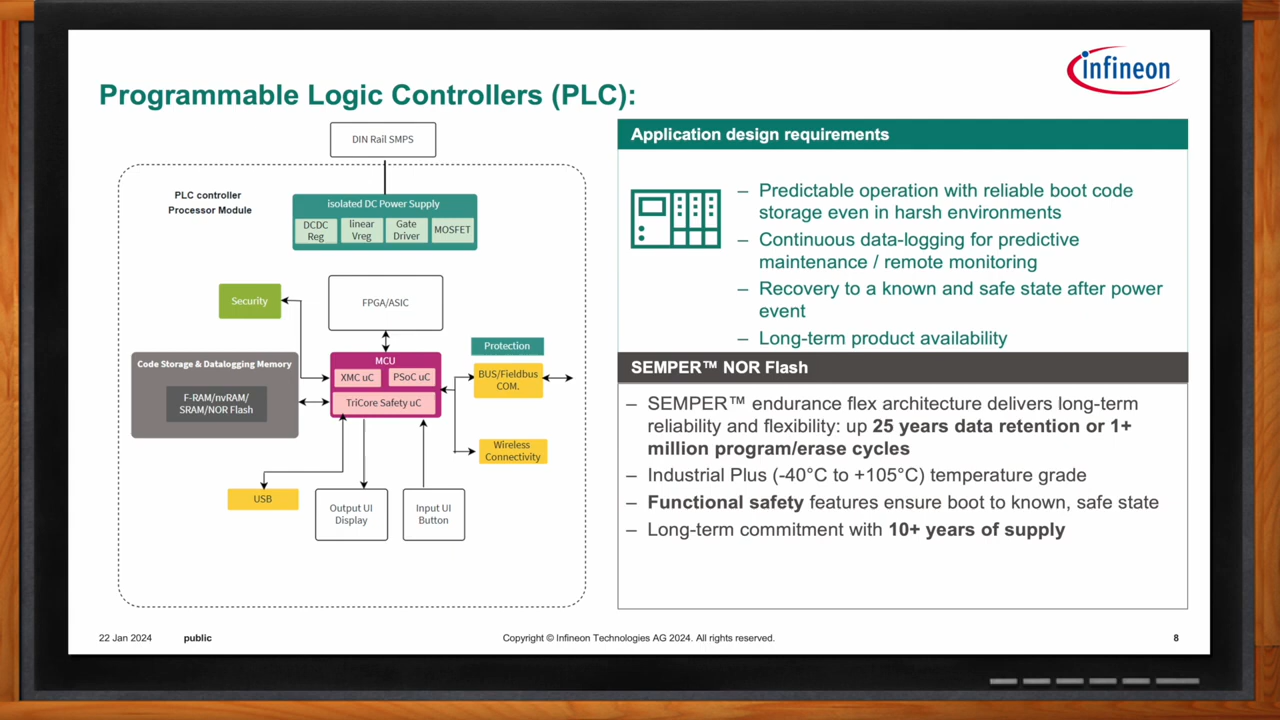 infineon
Programmable Logic Controllers (PLC):
DIN Rail SMPS
PLC controller
Processor Module
isolated DC Power Supply
DCDC
Reg
linear
Vreg
Gate
Driver
MOSFET
Security
FPGA/ASIC
Code Storage & Datalogging Memory
F-RAM/nvRAM/
SRAM/NOR Flash
MCU
XMC uC
PSoC uC
TriCore Safety uC
Protection
BUS/Fieldbus
COM.
Wireless
Connectivity
USB
Output UI
Display
Input UI
Button
Application design requirements
– Predictable operation with reliable boot code
storage even in harsh environments
– Continuous data-logging for predictive
maintenance / remote monitoring
– Recovery to a known and safe state after power
event
– Long-term product availability
SEMPER™ NOR Flash
– SEMPER™ endurance flex architecture delivers long-term
reliability and flexibility: up 25 years data retention or 1+
million program/erase cycles
– Industrial Plus (-40°C to +105°C) temperature grade
– Functional safety features ensure boot to known, safe state
– Long-term commitment with 10+ years of supply
22 Jan 2024
public
Copyright © Infineon Technologies AG 2024. All rights reserved.
8